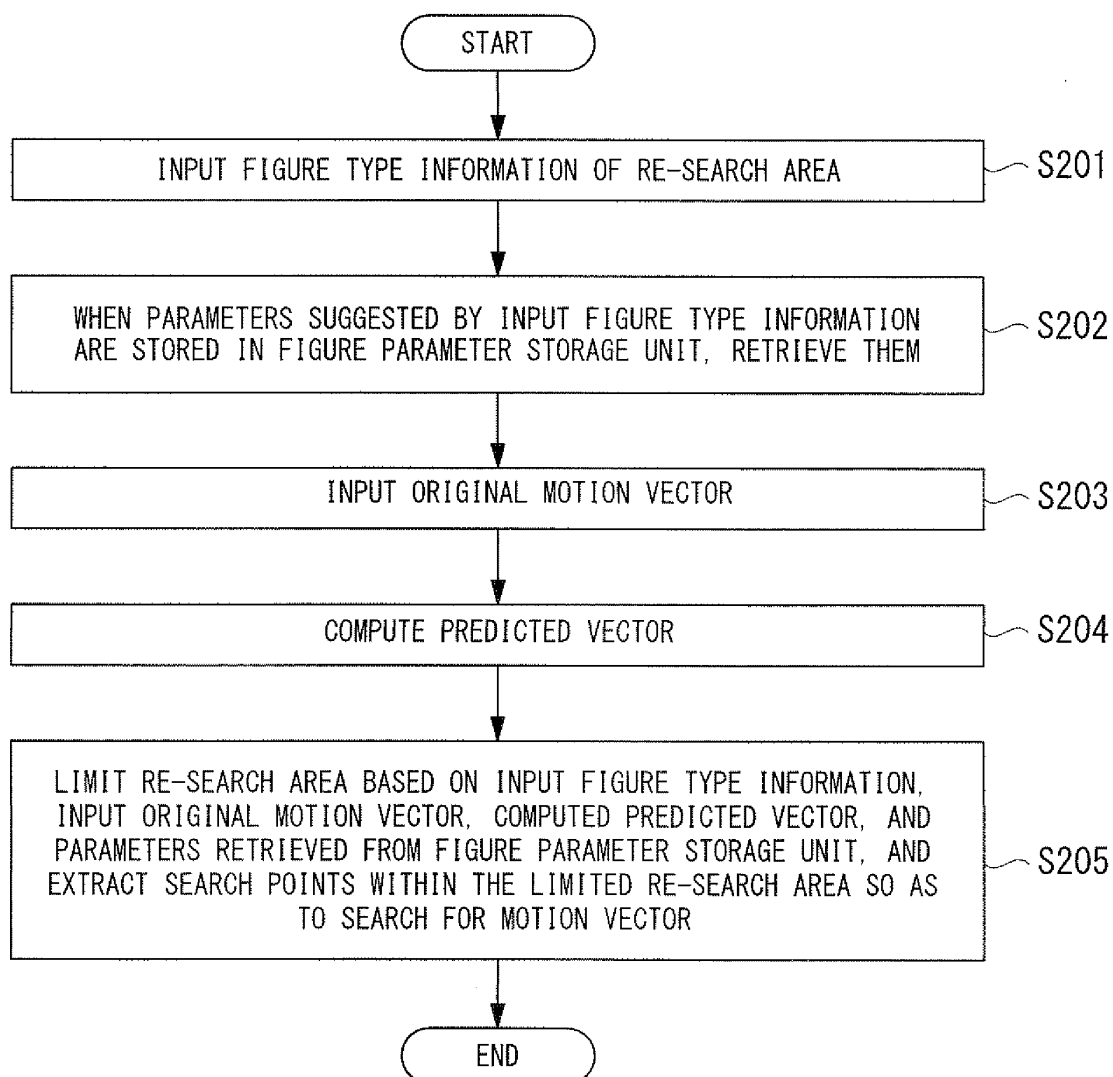 START
INPUT FIGURE TYPE INFORMATION OF RE-SEARCH AREA
S201
WHEN PARAMETERS SUGGESTED BY INPUT FIGURE TYPE INFORMATION
ARE STORED IN FIGURE PARAMETER STORAGE UNIT, RETRIEVE THEM
S202
INPUT ORIGINAL MOTION VECTOR
S203
COMPUTE PREDICTED VECTOR
S204
LIMIT RE-SEARCH AREA BASED ON INPUT FIGURE TYPE INFORMATION,
INPUT ORIGINAL MOTION VECTOR, COMPUTED PREDICTED VECTOR, AND
PARAMETERS RETRIEVED FROM FIGURE PARAMETER STORAGE UNIT, AND
EXTRACT SEARCH POINTS WITHIN THE LIMITED RE-SEARCH AREA SO AS
TO SEARCH FOR MOTION VECTOR
S205
END